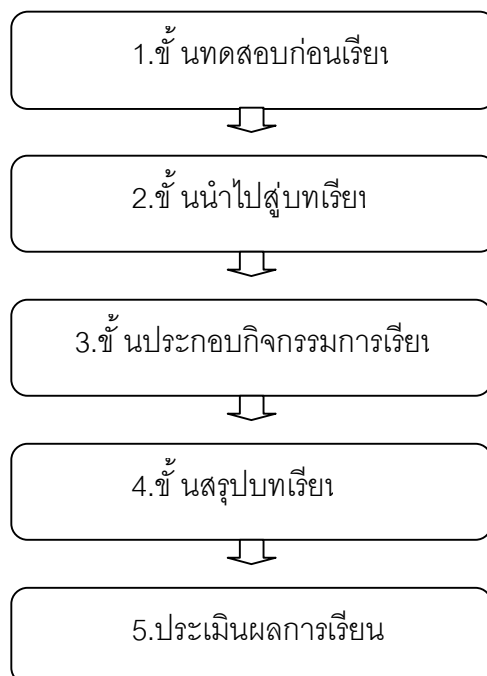 1.ขั้นทดสอบก่อนเรียน
2.ขั้นนำไปสู่บทเรียน
3.ขั้นประกอบกิจกรรมการเรียน
4.ขั้นสรุปบทเรียน
5.ประเมินผลการเรียน